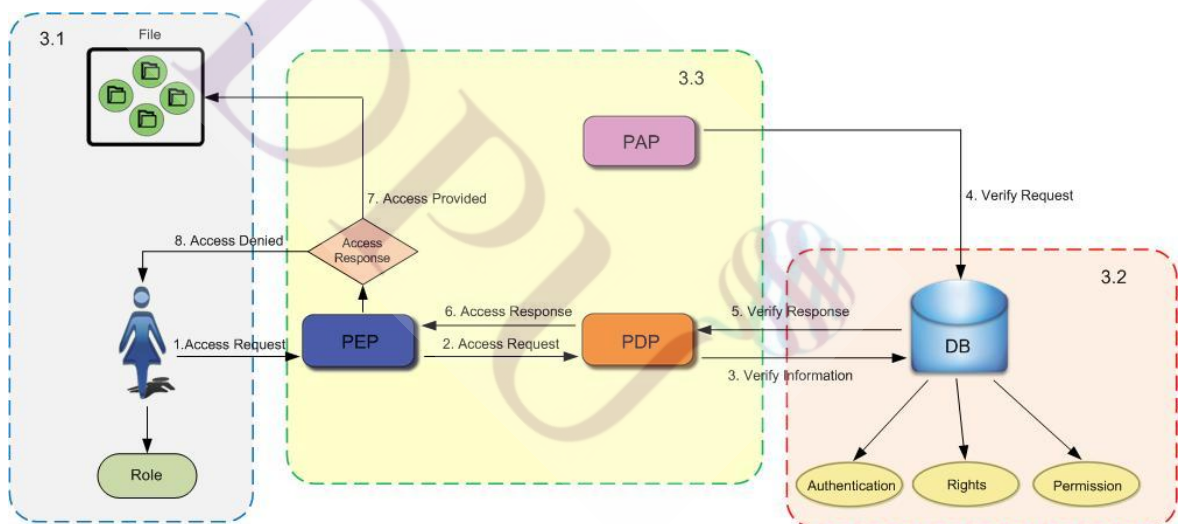 3.1
File
3.3
PAP
7. Access Provided
4. Verify Request
8. Access Denied
Access
Response
3.2
6. Access Response
5. Verify Response
1.Access Request
PEP
2. Access Request
PDP
DB
3. Verify Information
Role
Authentication
Rights
Permission
DPU